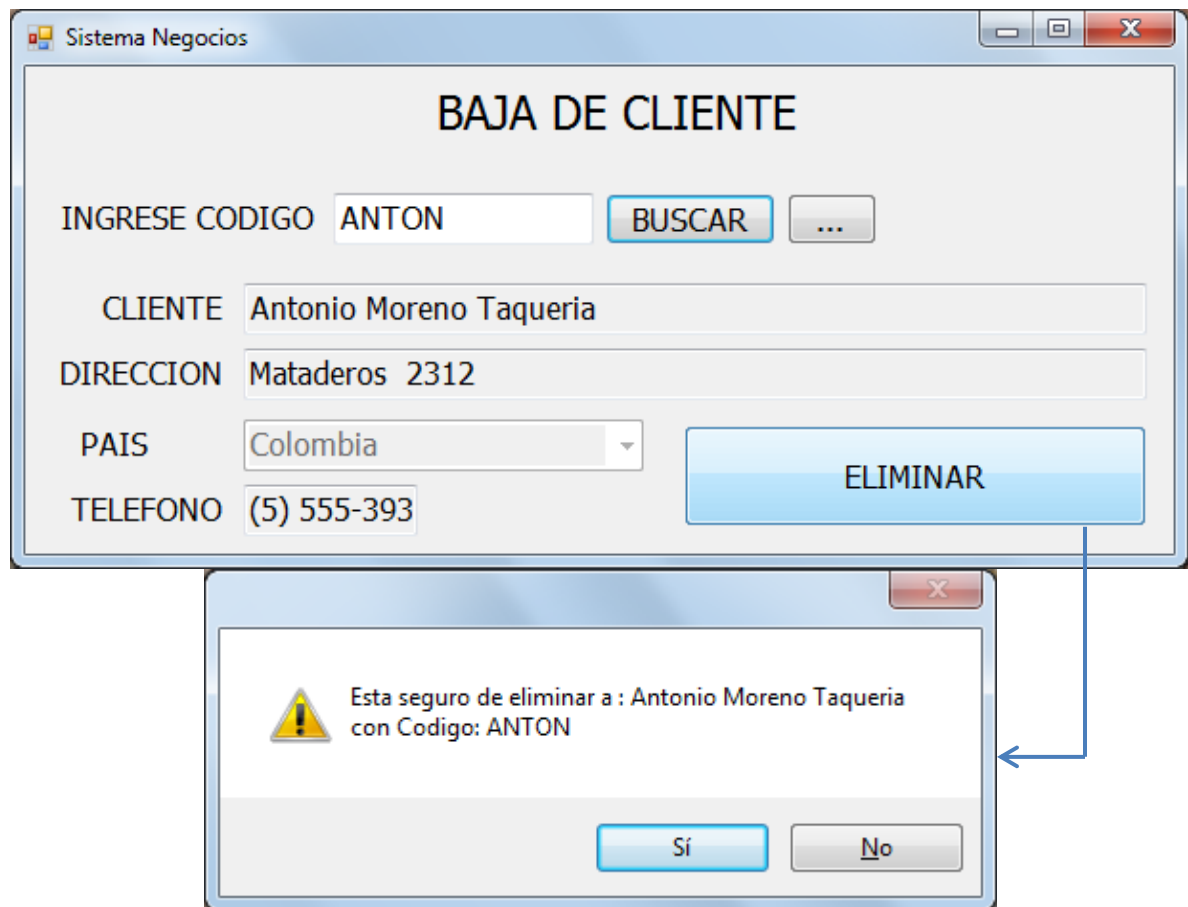 Sistema Negocios
BAJA DE CLIENTE
INGRESE CODIGO ANTON BUSCAR ...
CLIENTE Antonio Moreno Taqueria
DIRECCION Mataderos 2312
PAIS Colombia
ELIMINAR
TELEFONO (5) 555-393
Esta seguro de eliminar a : Antonio Moreno Taqueria
con Codigo: ANTON
Sí No